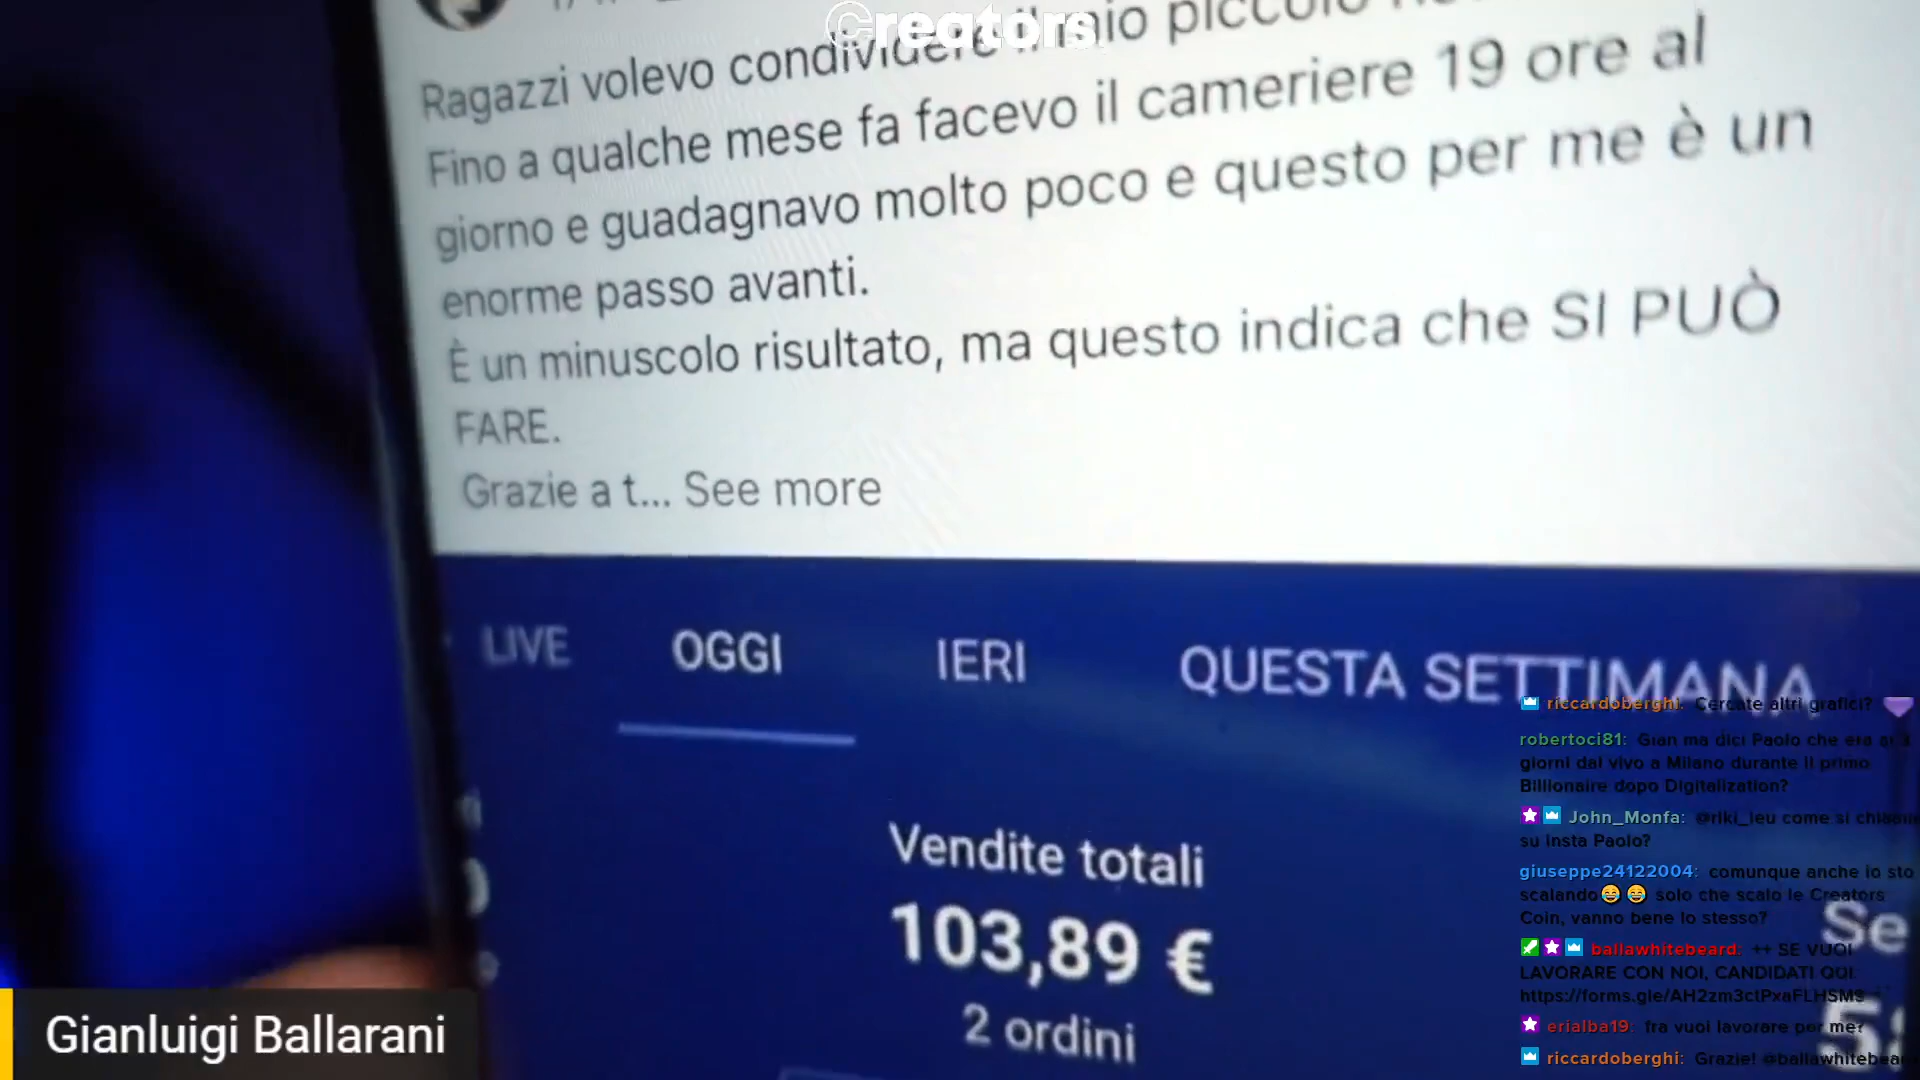 Creators
Ragazzi volevo condividere il mio piccolo
Fino a qualche mese fa facevo il cameriere 19 ore al
giorno e guadagnavo molto poco e questo per me è un
enorme passo avanti.
È un minuscolo risultato, ma questo indica che SI PUÒ
FARE.
Grazie a t... See more
LIVE OGGI IERI QUESTA SETTIMANA
Vendite totali
103,89 €
2 ordini
Se
Gianluigi Ballarani
riccardoberghi: Cercate altri grafici?
robertoci81: Gian ma dici Paolo che era ai 3
giorni dal vivo a Milano durante il primo
Billionaire dopo Digitalization?
John_Monfa: @riki_leu come si chiama
su insta Paolo?
giuseppe24122004: comunque anche io sto
scalando😂 😂 solo che scalo le Creators
Coin, vanno bene lo stesso?
ballawhitebeard: ++ SE VUOI
LAVORARE CON NOI, CANDIDATI QUI
erialba19: fra vuoi lavorare per me?
riccardoberghi: Grazie! @ballawhitebear